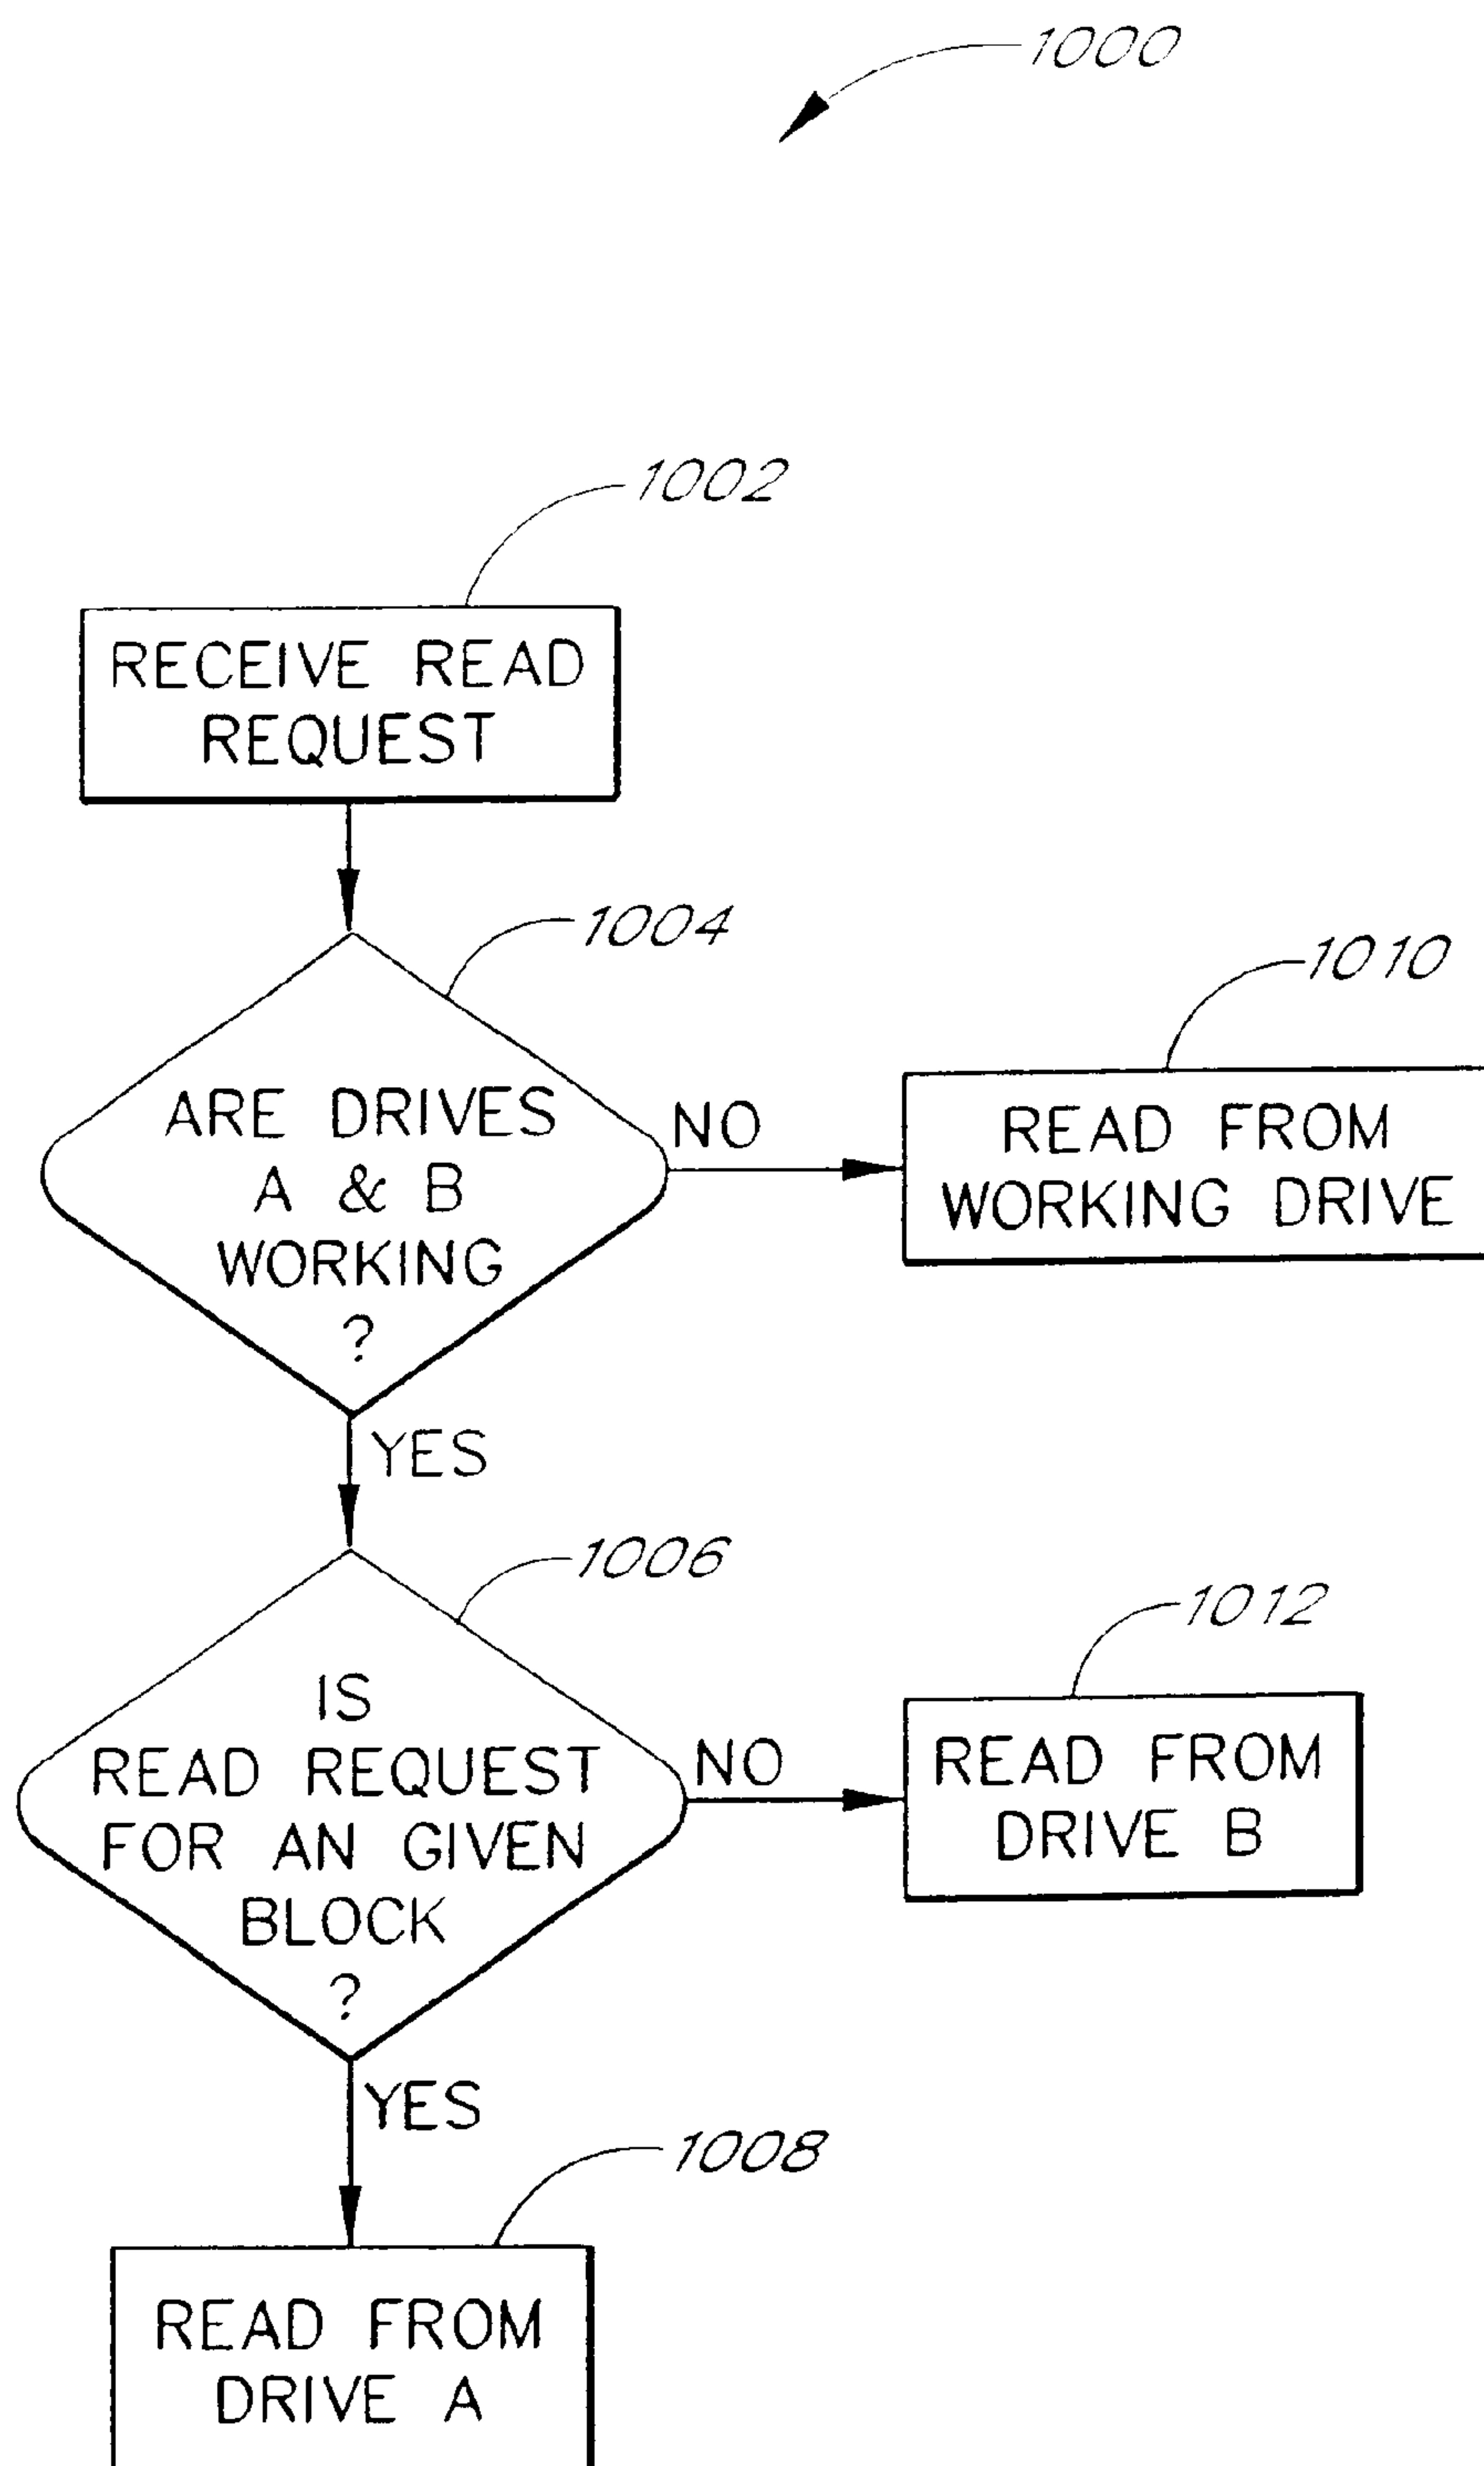 1000
1002
RECEIVE READ
REQUEST
1004
ARE DRIVES
A & B
WORKING
?
NO
1010
READ FROM
WORKING DRIVE
YES
1006
IS
READ REQUEST
FOR AN GIVEN
BLOCK
?
NO
1012
READ FROM
DRIVE B
YES
1008
READ FROM
DRIVE A